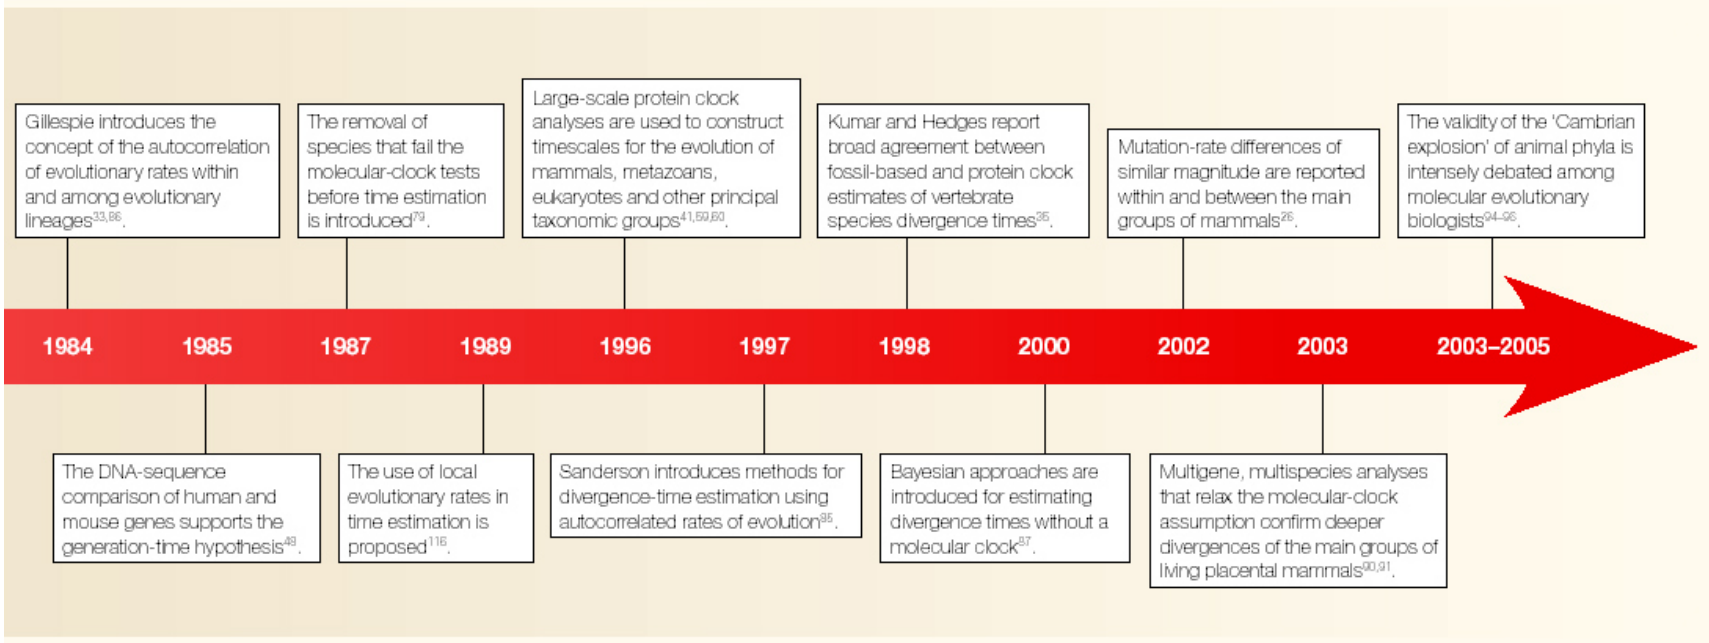 Gillespie introduces the
concept of the autocorrelation
of evolutionary rates within
and among evolutionary
lineages33,86.
The removal of
species that fail the
molecular-clock tests
before time estimation
is introduced79.
Large-scale protein clock
analyses are used to construct
timescales for the evolution of
mammals, metazoans,
eukaryotes and other principal
taxonomic groups41,59,60.
Kumar and Hedges report
broad agreement between
fossil-based and protein clock
estimates of vertebrate
species divergence times35.
Mutation-rate differences of
similar magnitude are reported
within and between the main
groups of mammals26.
The validity of the 'Cambrian
explosion' of animal phyla is
intensely debated among
molecular evolutionary
biologists94–96.
1984 1985 1987 1989 1996 1997 1998 2000 2002 2003 2003–2005
The DNA-sequence
comparison of human and
mouse genes supports the
generation-time hypothesis49.
The use of local
evolutionary rates in
time estimation is
proposed116.
Sanderson introduces methods for
divergence-time estimation using
autocorrelated rates of evolution85.
Bayesian approaches are
introduced for estimating
divergence times without a
molecular clock87.
Multigene, multispecies analyses
that relax the molecular-clock
assumption confirm deeper
divergences of the main groups of
living placental mammals90,91.